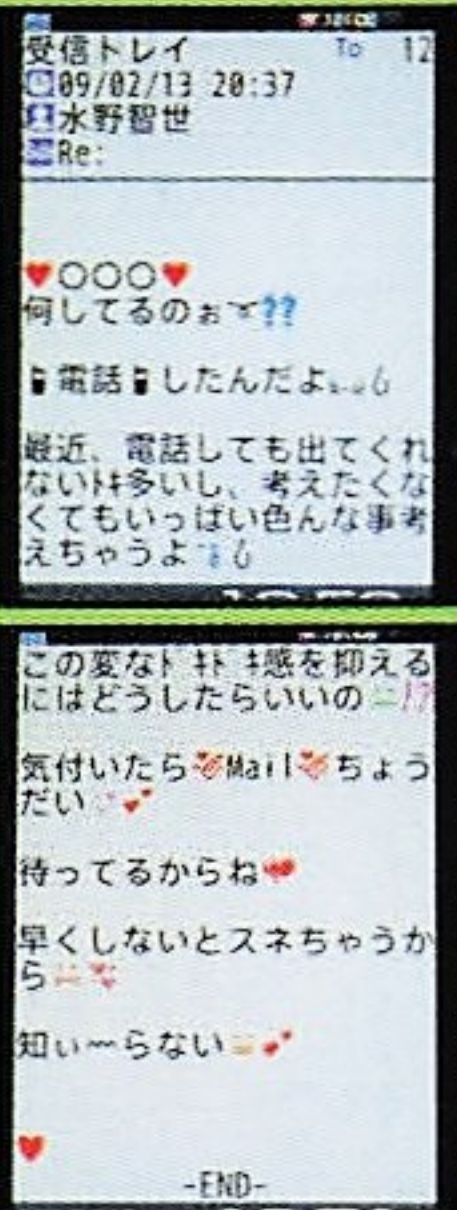 受信トレイ To 12
09/02/13 20:37
水野智世
Re:
♥○○○♥
何してるのぉ??
電話したんだよ
最近、電話しても出てくれ
ないﾄｷ多いし、考えたくな
くてもいっぱい色んな事考
えちゃうよ
この変なﾄﾞｷﾄﾞｷ感を抑える
にはどうしたらいいの!?
気付いたら💘Mail💘ちょう
だい💕
待ってるからね
早くしないとスネちゃうか
ら
知ぃ〜らない💕
♥
-END-